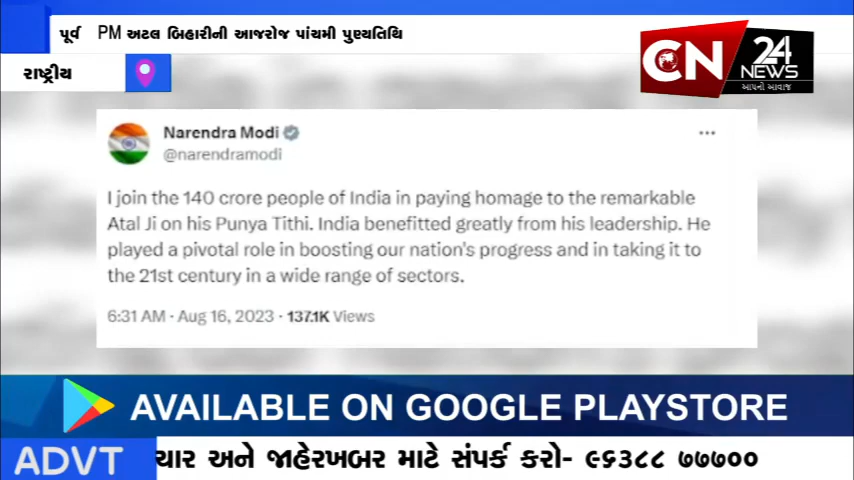 પૂર્વ PM અટલ બિહારીની આજરોજ પાંચમી પુણ્યતિથિ
રાષ્ટ્રીય
CN 24 NEWS
આપનો અવાજ
Narendra Modi
@narendramodi
I join the 140 crore people of India in paying homage to the remarkable
Atal Ji on his Punya Tithi. India benefitted greatly from his leadership. He
played a pivotal role in boosting our nation's progress and in taking it to
the 21st century in a wide range of sectors.
6:31 AM · Aug 16, 2023 · 137.1K Views
AVAILABLE ON GOOGLE PLAYSTORE
ADVT
ચાર અને જાહેરખબર માટે સંપર્ક કરો- ૯૬૩૮૮ ૭૭૭૦૦